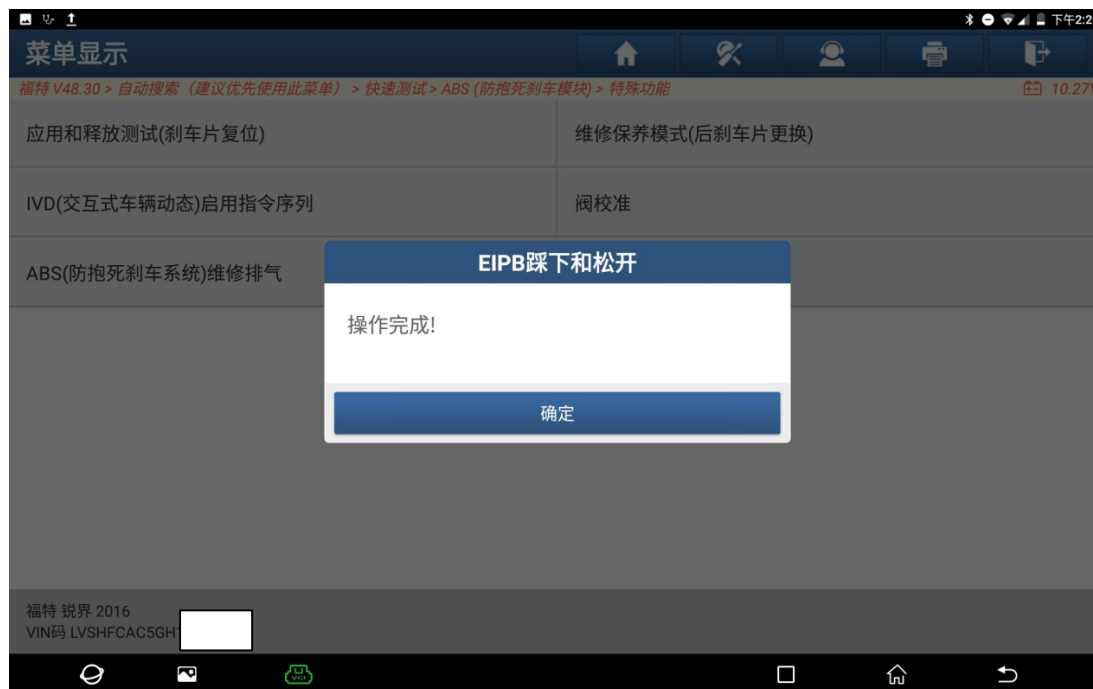 下午2:2
菜单显示
福特 V48.30 > 自动搜索（建议优先使用此菜单）> 快速测试 > ABS (防抱死刹车模块) > 特殊功能
10.27V
应用和释放测试(刹车片复位)
维修保养模式(后刹车片更换)
IVD(交互式车辆动态)启用指令序列
阀校准
ABS(防抱死刹车系统)维修排气
EIPB踩下和松开
操作完成!
确定
福特 锐界 2016
VIN码 LVSHFCAC5GH
VCI